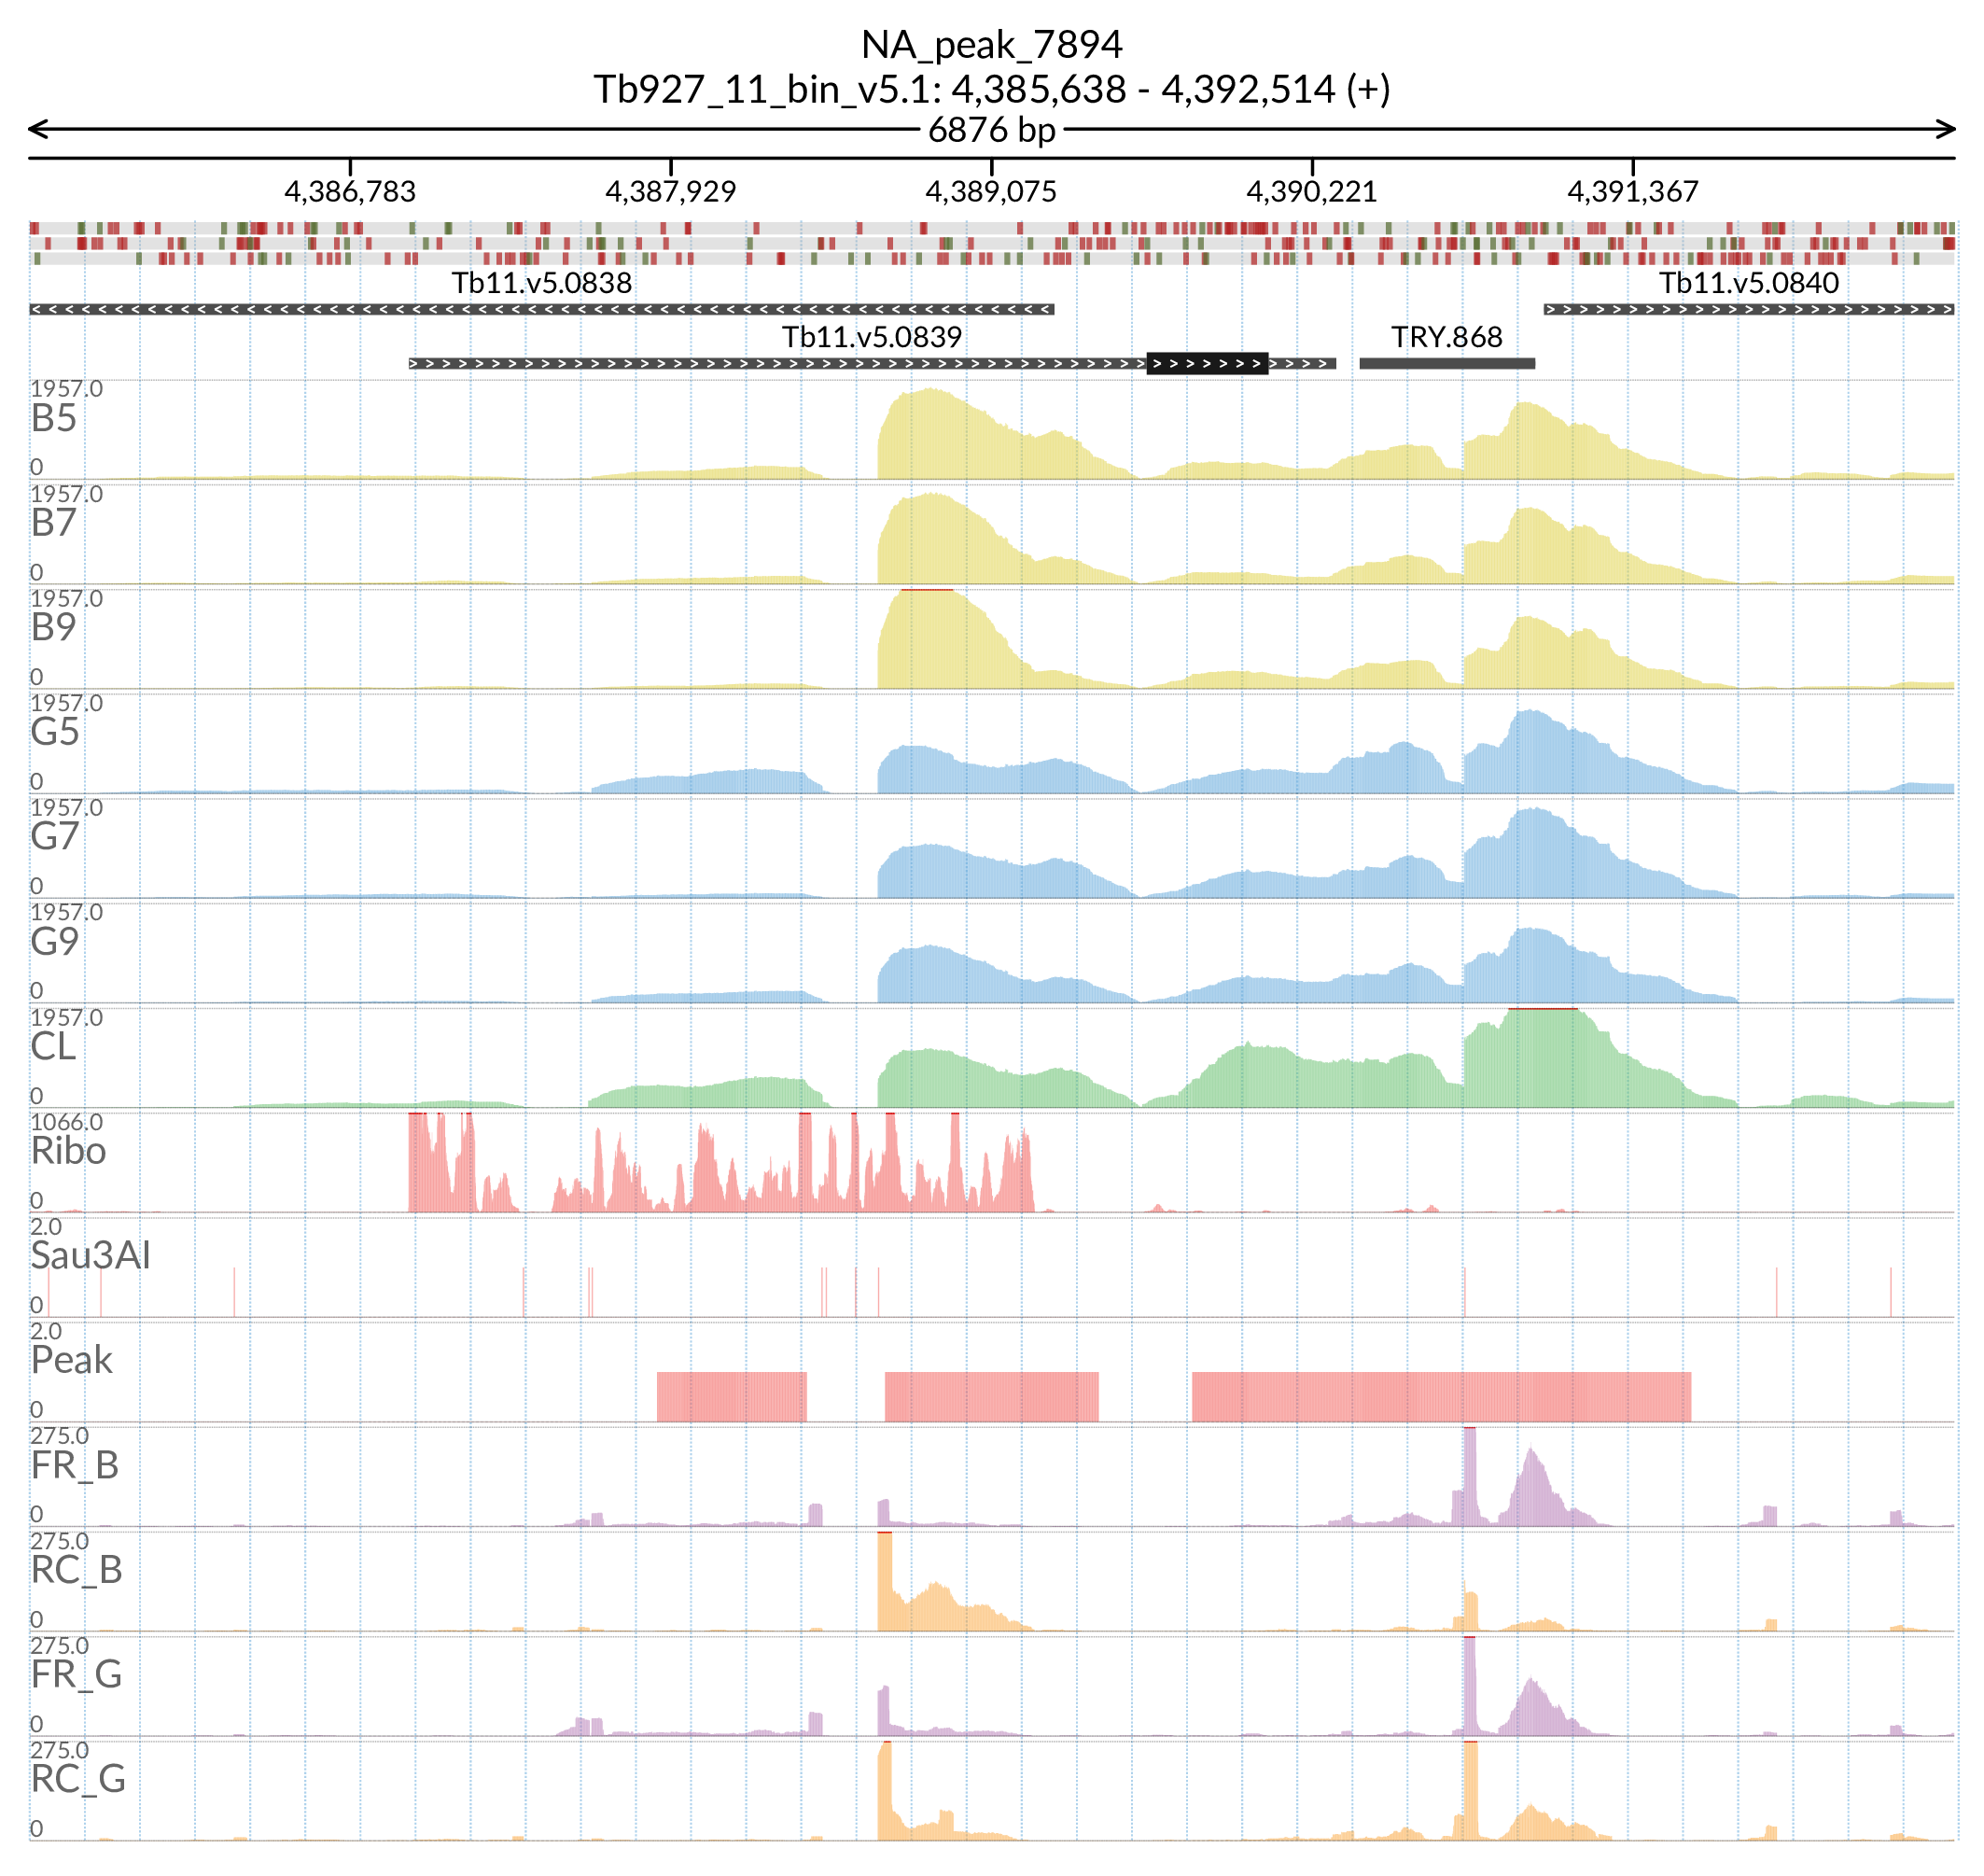 NA_peak_7894
Tb927_11_bin_v5.1: 4,385,638 - 4,392,514 (+)
6876 bp
4,386,783 4,387,929 4,389,075 4,390,221 4,391,367
Tb11.v5.0838 Tb11.v5.0840
Tb11.v5.0839 TRY.868
1957.0
B5
0
1957.0
B7
0
1957.0
B9
0
1957.0
G5
0
1957.0
G7
0
1957.0
G9
0
1957.0
CL
0
1066.0
Ribo
0
2.0
Sau3AI
0
2.0
Peak
0
275.0
FR_B
0
275.0
RC_B
0
275.0
FR_G
0
275.0
RC_G
0